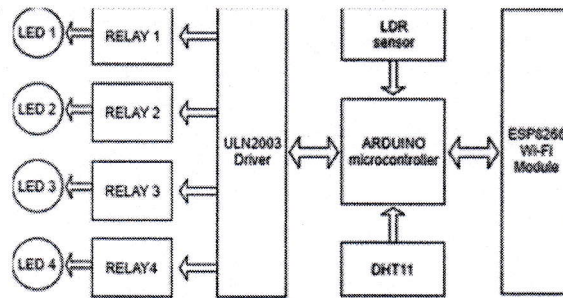 LED 1
RELAY 1
LED 2
RELAY 2
LED 3
RELAY 3
LED 4
RELAY4
ULN2003
Driver
LDR
sensor
ARDUINO
microcontroller
DHT11
ESP8266
Wi-Fi
Module